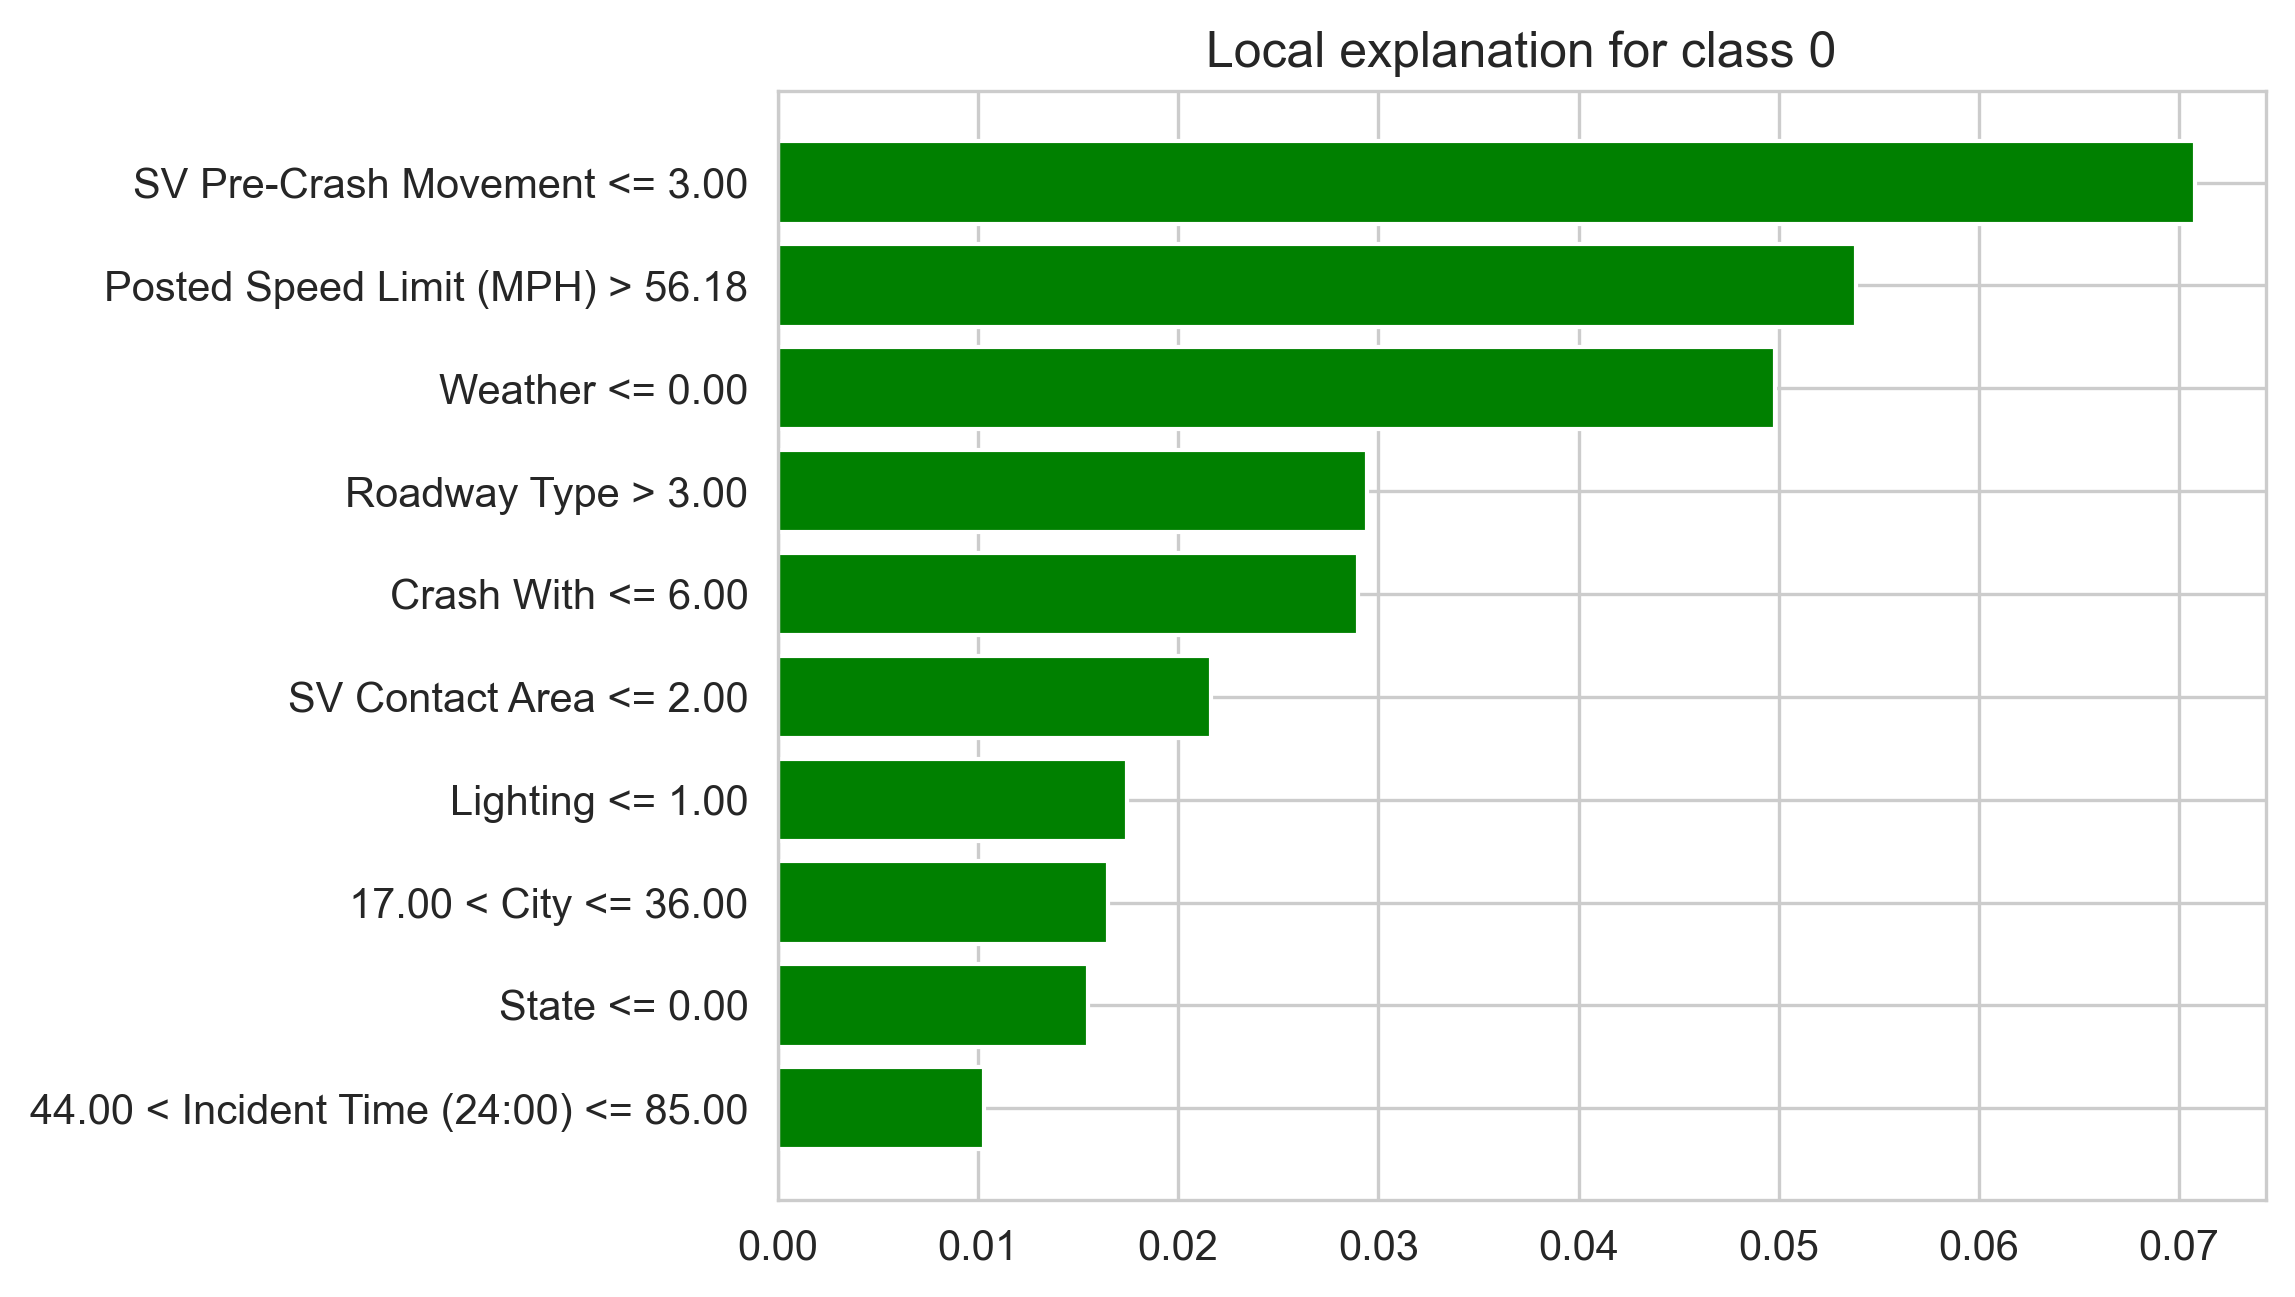 Local explanation for class 0
SV Pre-Crash Movement <= 3.00
Posted Speed Limit (MPH) > 56.18
Weather <= 0.00
Roadway Type > 3.00
Crash With <= 6.00
SV Contact Area <= 2.00
Lighting <= 1.00
17.00 < City <= 36.00
State <= 0.00
44.00 < Incident Time (24:00) <= 85.00
0.00 0.01 0.02 0.03 0.04 0.05 0.06 0.07